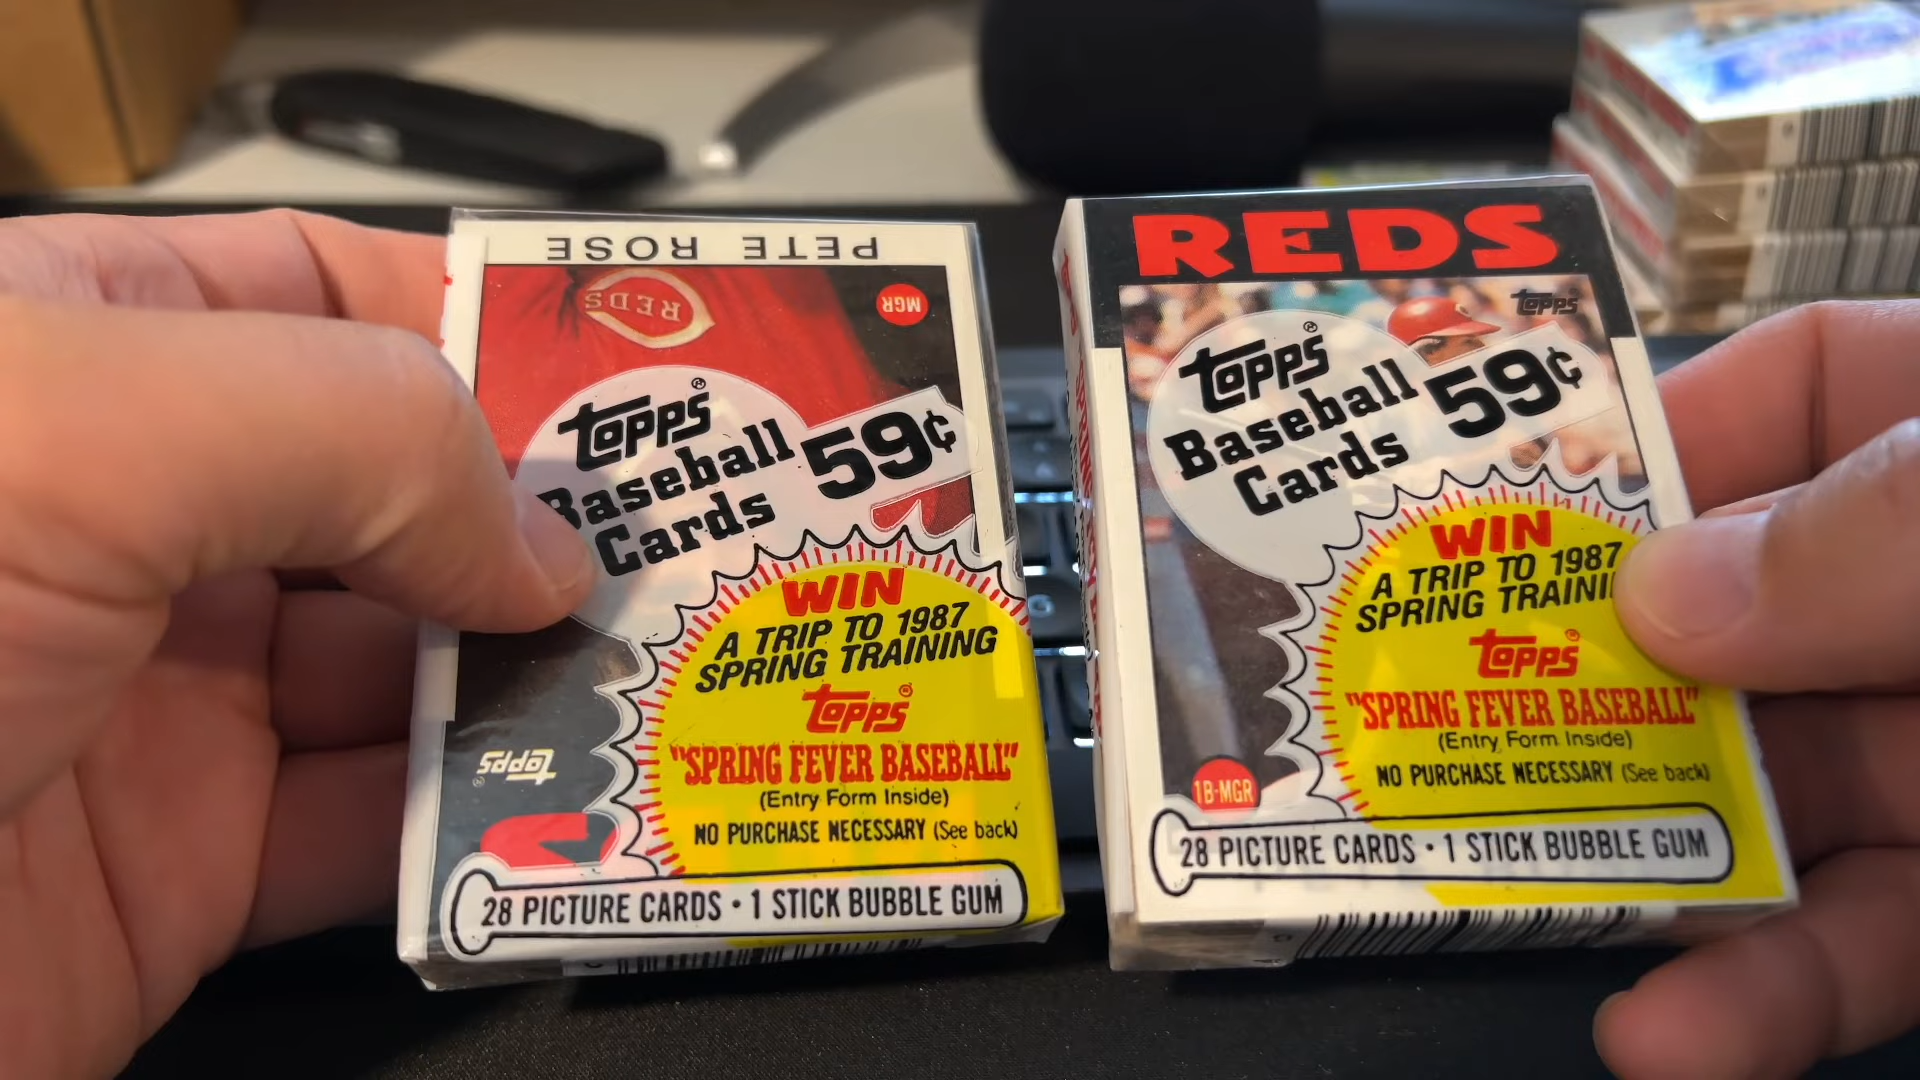 PETE ROSE
REDS
MGR
Topps®
Baseball
Cards
59¢
WIN
A TRIP TO 1987
SPRING TRAINING
Topps®
"SPRING FEVER BASEBALL"
(Entry Form Inside)
NO PURCHASE NECESSARY (See back)
Topps®
28 PICTURE CARDS • 1 STICK BUBBLE GUM
REDS
Topps
Topps®
Baseball
Cards
59¢
WIN
A TRIP TO 1987
SPRING
Topps®
"SPRING FEVER BASEBALL"
(Entry Form Inside)
NO PURCHASE NECESSARY (See back)
1B-MGR
28 PICTURE CARDS • 1 STICK BUBBLE GUM